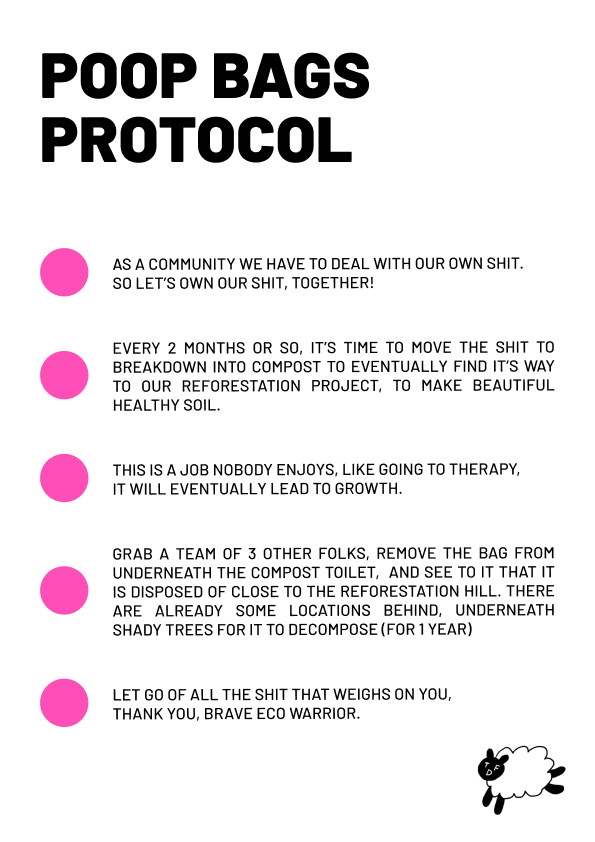 POOP BAGS
PROTOCOL
AS A COMMUNITY WE HAVE TO DEAL WITH OUR OWN SHIT.
SO LET'S OWN OUR SHIT, TOGETHER!
EVERY 2 MONTHS OR SO, IT'S TIME TO MOVE THE SHIT TO
BREAKDOWN INTO COMPOST TO EVENTUALLY FIND IT'S WAY
TO OUR REFORESTATION PROJECT, TO MAKE BEAUTIFUL
HEALTHY SOIL.
THIS IS A JOB NOBODY ENJOYS, LIKE GOING TO THERAPY,
IT WILL EVENTUALLY LEAD TO GROWTH.
GRAB A TEAM OF 3 OTHER FOLKS, REMOVE THE BAG FROM
UNDERNEATH THE COMPOST TOILET, AND SEE TO IT THAT IT
IS DISPOSED OF CLOSE TO THE REFORESTATION HILL. THERE
ARE ALREADY SOME LOCATIONS BEHIND, UNDERNEATH
SHADY TREES FOR IT TO DECOMPOSE (FOR 1 YEAR)
LET GO OF ALL THE SHIT THAT WEIGHS ON YOU,
THANK YOU, BRAVE ECO WARRIOR.
T F
D